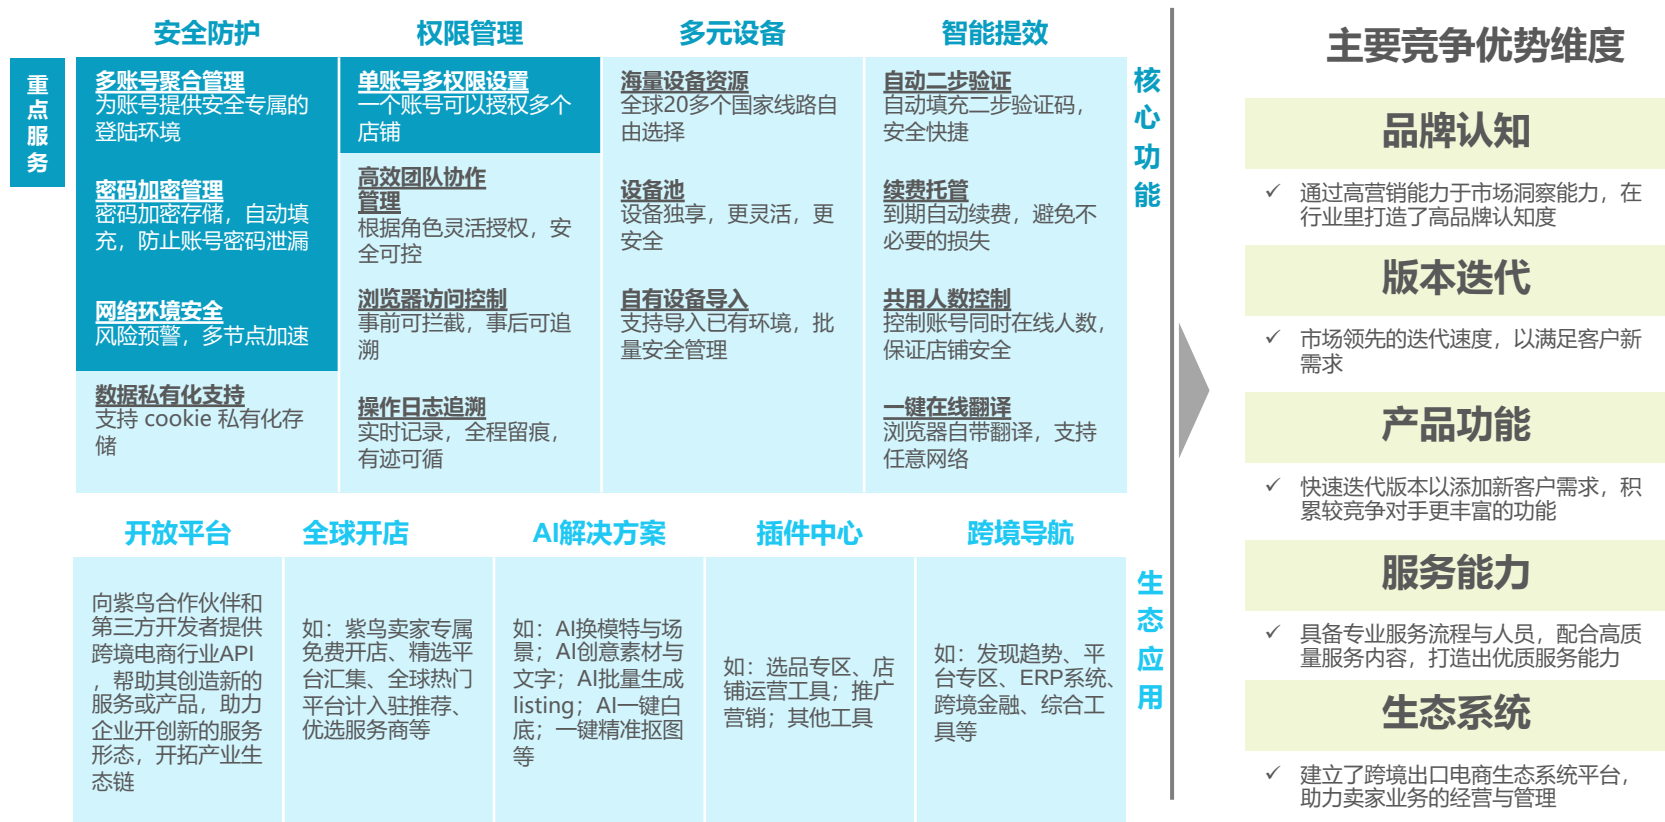 安全防护
权限管理
多元设备
智能提效
重点服务
多账号聚合管理
为账号提供安全专属的
登陆环境
密码加密管理
密码加密存储，自动填
充，防止账号密码泄漏
网络环境安全
风险预警，多节点加速
数据私有化支持
支持 cookie 私有化存
储
单账号多权限设置
一个账号可以授权多个
店铺
高效团队协作
管理
根据角色灵活授权，安
全可控
浏览器访问控制
事前可拦截，事后可追
溯
操作日志追溯
实时记录，全程留痕，
有迹可循
海量设备资源
全球20多个国家线路自
由选择
设备池
设备独享，更灵活，更
安全
自有设备导入
支持导入已有环境，批
量安全管理
自动二步验证
自动填充二步验证码，
安全快捷
续费托管
到期自动续费，避免不
必要的损失
共用人数控制
控制账号同时在线人数，
保证店铺安全
一键在线翻译
浏览器自带翻译，支持
任意网络
核心功能
开放平台
全球开店
AI解决方案
插件中心
跨境导航
向紫鸟合作伙伴和
第三方开发者提供
跨境电商行业API
，帮助其创造新的
服务或产品，助力
企业开创新的服务
形态，开拓产业生
态链
如：紫鸟卖家专属
免费开店、精选平
台汇集、全球热门
平台计入驻推荐、
优选服务商等
如：AI换模特与场
景；AI创意素材与
文字；AI批量生成
listing；AI一键白
底；一键精准抠图
等
如：选品专区、店
铺运营工具；推广
营销；其他工具
如：发现趋势、平
台专区、ERP系统、
跨境金融、综合工
具等
生态应用
主要竞争优势维度
品牌认知
✓ 通过高营销能力于市场洞察能力，在
行业里打造了高品牌认知度
版本迭代
✓ 市场领先的迭代速度，以满足客户新
需求
产品功能
✓ 快速迭代版本以添加新客户需求，积
累较竞争对手更丰富的功能
服务能力
✓ 具备专业服务流程与人员，配合高质
量服务内容，打造出优质服务能力
生态系统
✓ 建立了跨境出口电商生态系统平台，
助力卖家业务的经营与管理